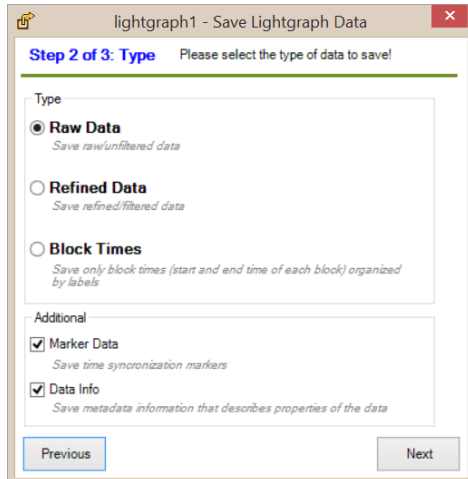 lightgraph1 - Save Lightgraph Data
Step 2 of 3: Type Please select the type of data to save!
Type
Raw Data
Save raw/unfiltered data
Refined Data
Save refined/filtered data
Block Times
Save only block times (start and end time of each block) organized
by labels
Additional
Marker Data
Save time syncronization markers
Data Info
Save metadata information that describes properties of the data
Previous Next